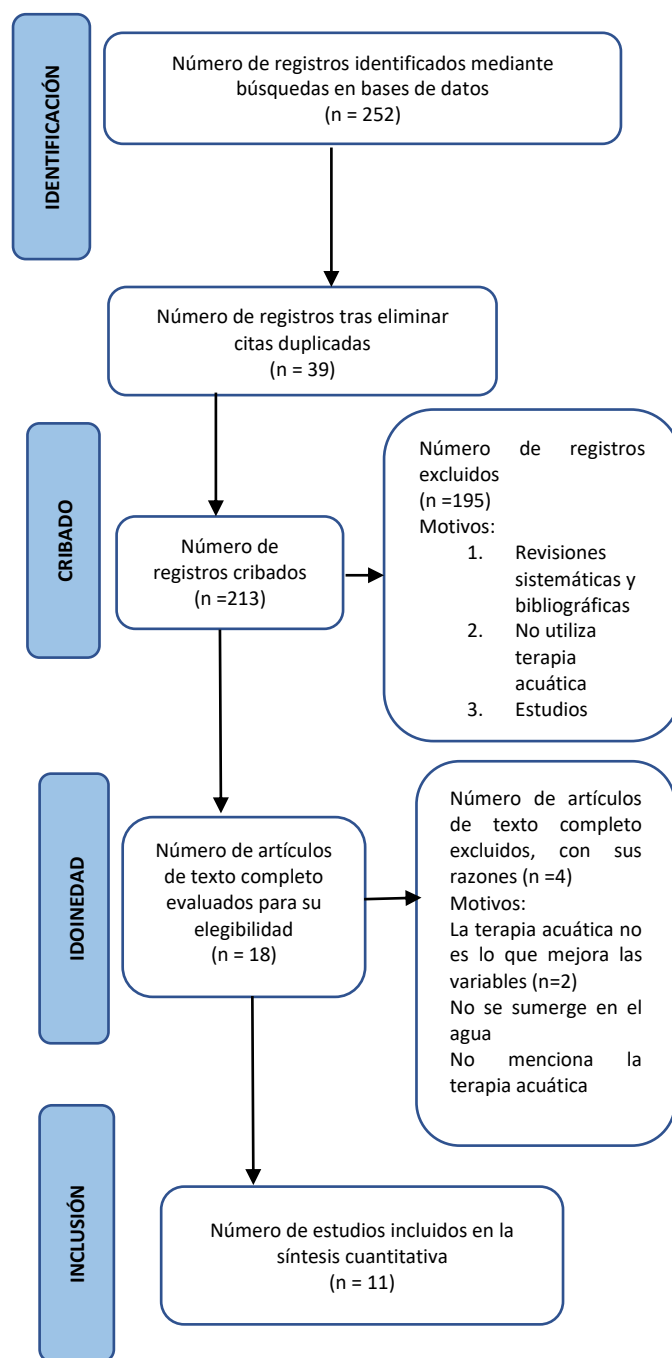 IDENTIFICACIÓN
Número de registros identificados mediante
búsquedas en bases de datos
(n = 252)
Número de registros tras eliminar
citas duplicadas
(n = 39)
CRIBADO
Número de
registros cribados
(n =213)
Número de registros
excluidos
(n =195)
Motivos:
1. Revisiones
sistemáticas y
bibliográficas
2. No utiliza
terapia
acuática
3. Estudios
IDOINEDAD
Número de artículos
de texto completo
evaluados para su
elegibilidad
(n = 18)
Número de artículos
de texto completo
excluidos, con sus
razones (n =4)
Motivos:
La terapia acuática no
es lo que mejora las
variables (n=2)
No se sumerge en el
agua
No menciona la
terapia acuática
INCLUSIÓN
Número de estudios incluidos en la
síntesis cuantitativa
(n = 11)